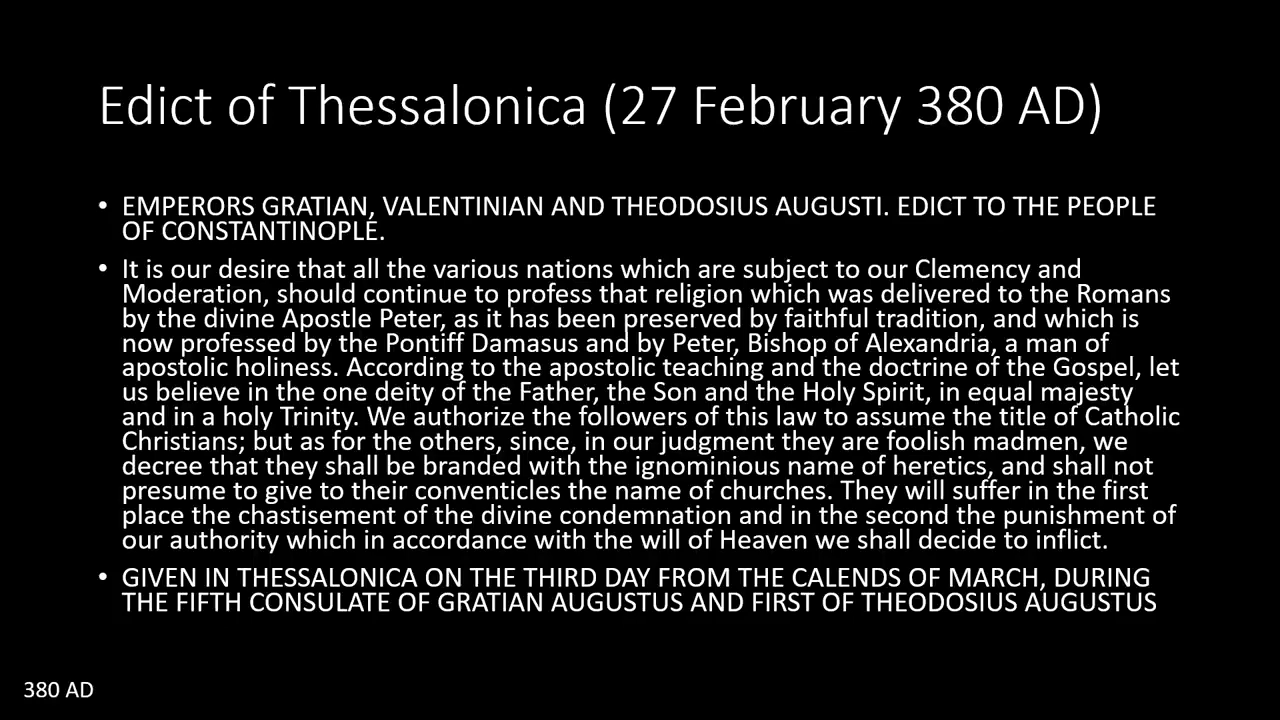 Edict of Thessalonica (27 February 380 AD)
• EMPERORS GRATIAN, VALENTINIAN AND THEODOSIUS AUGUSTI. EDICT TO THE PEOPLE
OF CONSTANTINOPLE.
• It is our desire that all the various nations which are subject to our Clemency and
Moderation, should continue to profess that religion which was delivered to the Romans
by the divine Apostle Peter, as it has been preserved by faithful tradition, and which is
now professed by the Pontiff Damasus and by Peter, Bishop of Alexandria, a man of
apostolic holiness. According to the apostolic teaching and the doctrine of the Gospel, let
us believe in the one deity of the Father, the Son and the Holy Spirit, in equal majesty
and in a holy Trinity. We authorize the followers of this law to assume the title of Catholic
Christians; but as for the others, since, in our judgment they are foolish madmen, we
decree that they shall be branded with the ignominious name of heretics, and shall not
presume to give to their conventicles the name of churches. They will suffer in the first
place the chastisement of the divine condemnation and in the second the punishment of
our authority which in accordance with the will of Heaven we shall decide to inflict.
• GIVEN IN THESSALONICA ON THE THIRD DAY FROM THE CALENDS OF MARCH, DURING
THE FIFTH CONSULATE OF GRATIAN AUGUSTUS AND FIRST OF THEODOSIUS AUGUSTUS
380 AD